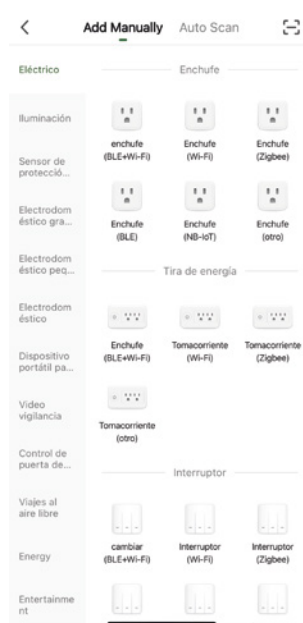 Add Manually Auto Scan
Eléctrico
Iluminación
Sensor de
protecció...
Electrodom
éstico gra...
Electrodom
éstico peq...
Electrodom
éstico
Dispositivo
portátil pa...
Video
vigilancia
Control de
puerta de...
Viajes al
aire libre
Energy
Entertainme
nt
Enchufe
enchufe
(BLE+Wi-Fi)
Enchufe
(Wi-Fi)
Enchufe
(Zigbee)
Enchufe
(BLE)
Enchufe
(NB-IoT)
Enchufe
(otro)
Tira de energía
Enchufe
(BLE+Wi-Fi)
Tomacorriente
(Wi-Fi)
Tomacorriente
(Zigbee)
Tomacorriente
(otro)
Interruptor
cambiar
(BLE+Wi-Fi)
Interruptor
(Wi-Fi)
Interruptor
(Zigbee)